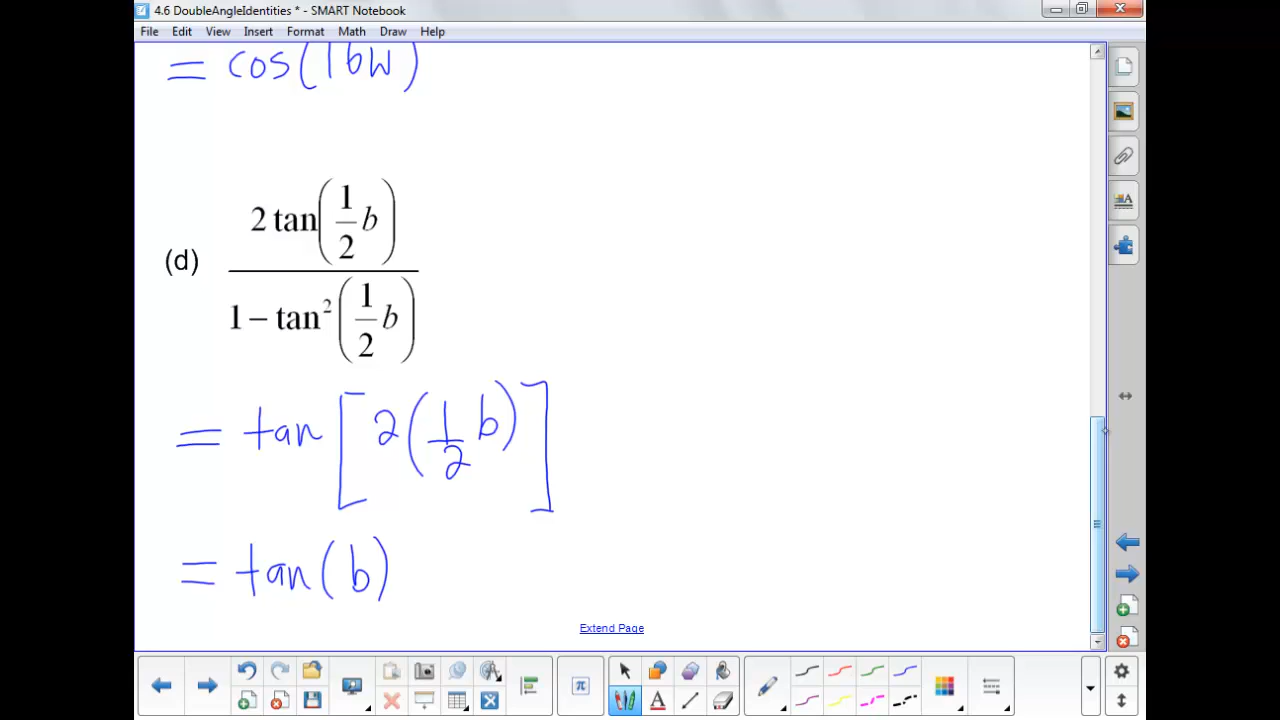 4.6 DoubleAngleIdentities * - SMART Notebook
File Edit View Insert Format Math Draw Help
= cos(16w)
(d) 2 tan(1/2 b) / 1 − tan²(1/2 b)
= tan[2(1/2 b)]
= tan(b)
Extend Page